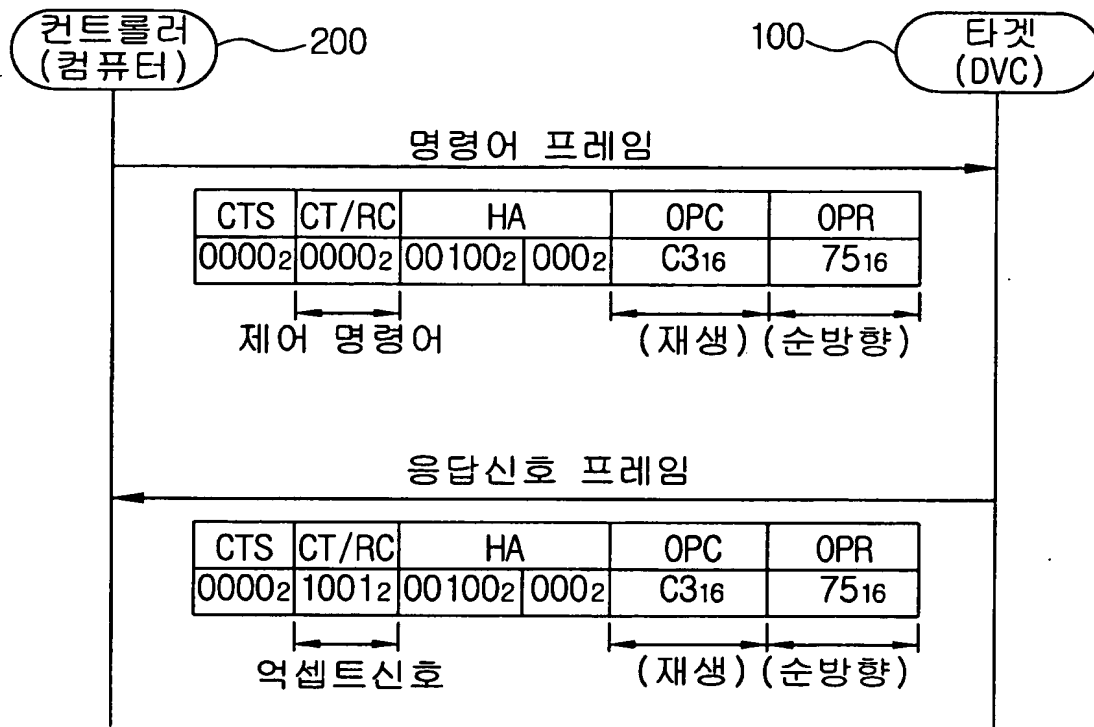 컨트롤러
(컴퓨터)
200
100
타겟
(DVC)
명령어 프레임
CTS CT/RC HA OPC OPR
0000₂ 0000₂ 00100₂ 000₂ C3₁₆ 75₁₆
제어 명령어 (재생) (순방향)
응답신호 프레임
CTS CT/RC HA OPC OPR
0000₂ 1001₂ 00100₂ 000₂ C3₁₆ 75₁₆
억셉트신호 (재생) (순방향)